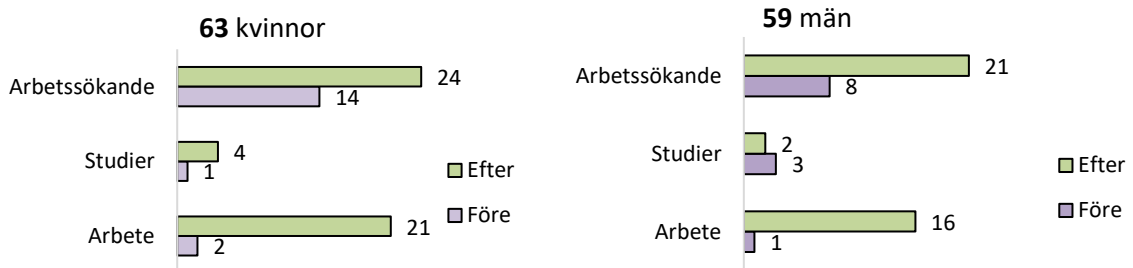 63 kvinnor
Arbetssökande
24
14
Studier
4
1
Arbete
21
2
Efter
Före
59 män
Arbetssökande
21
8
Studier
2
3
Arbete
16
1
Efter
Före